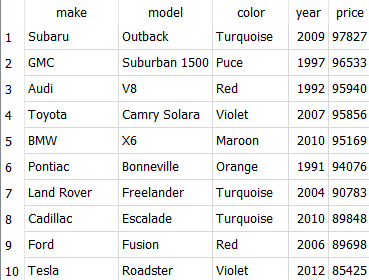 make model color year price
1 Subaru Outback Turquoise 2009 97827
2 GMC Suburban 1500 Puce 1997 96533
3 Audi V8 Red 1992 95940
4 Toyota Camry Solara Violet 2007 95856
5 BMW X6 Maroon 2010 95169
6 Pontiac Bonneville Orange 1991 94076
7 Land Rover Freelander Turquoise 2004 90783
8 Cadillac Escalade Turquoise 2010 89848
9 Ford Fusion Red 2006 89698
10 Tesla Roadster Violet 2012 85425